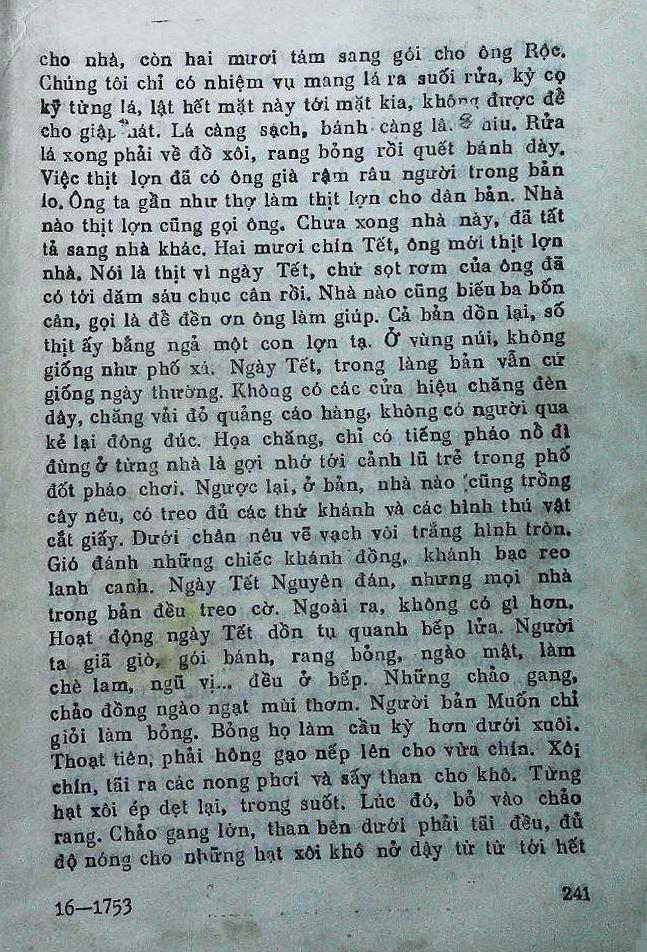 cho nhà, còn hai mươi tám sang gói cho ông Rộc.
Chúng tôi chỉ có nhiệm vụ mang lá ra suối rửa, kỳ cọ
kỹ từng lá, lật hết mặt này tới mặt kia, không được để
cho giập nát. Lá càng sạch, bánh càng lâ. Rửa
lá xong phải về đồ xôi, rang bỏng rồi quết bánh dày.
Việc thịt lợn đã có ông già rậm râu người trong bản
lo. Ông ta gần như thợ làm thịt lợn cho dân bản. Nhà
nào thịt lợn cũng gọi ông. Chưa xong nhà này, đã tất
tả sang nhà khác. Hai mươi chín Tết, ông mới thịt lợn
nhà. Nói là thịt vì ngày Tết, chứ sọt rơm của ông đã
có tới dăm sáu chục cân rồi. Nhà nào cũng biếu ba bốn
cân, gọi là để đền ơn ông làm giúp. Cả bản dồn lại, số
thịt ấy bằng ngả một con lợn tạ. Ở vùng núi, không
giống như phố xá. Ngày Tết, trong làng bản vẫn cứ
giống ngày thường. Không có các cửa hiệu chăng đèn
dây, chăng vải đỏ quảng cáo hàng, không có người qua
kẻ lại đông đúc. Họa chăng, chỉ có tiếng pháo nổ đì
đùng ở từng nhà là gợi nhớ tới cảnh lũ trẻ trong phố
đốt pháo chơi. Ngược lại, ở bản, nhà nào cũng trồng
cây nêu, có treo đủ các thứ khánh và các hình thú vật
cắt giấy. Dưới chân nêu vẽ vạch vôi trắng hình tròn.
Gió đánh những chiếc khánh đồng, khánh bạc reo
lanh canh. Ngày Tết Nguyên đán, nhưng mọi nhà
trong bản đều treo cờ. Ngoài ra, không có gì hơn.
Hoạt động ngày Tết dồn tụ quanh bếp lửa. Người
ta giã giò, gói bánh, rang bỏng, ngào mật, làm
chè lam, ngũ vị... đều ở bếp. Những chảo gang,
chảo đồng ngào ngạt mùi thơm. Người bản Muốn chỉ
giỏi làm bỏng. Bỏng họ làm cầu kỳ hơn dưới xuôi.
Thoạt tiên, phải hông gạo nếp lên cho vừa chín. Xôi
chín, tãi ra các nong phơi và sấy than cho khô. Từng
hạt xôi ép dẹt lại, trong suốt. Lúc đó, bỏ vào chảo
rang. Chảo gang lớn, than bên dưới phải tãi đều, đủ
độ nóng cho những hạt xôi khô nở dậy từ từ tới hết
16—1753
241